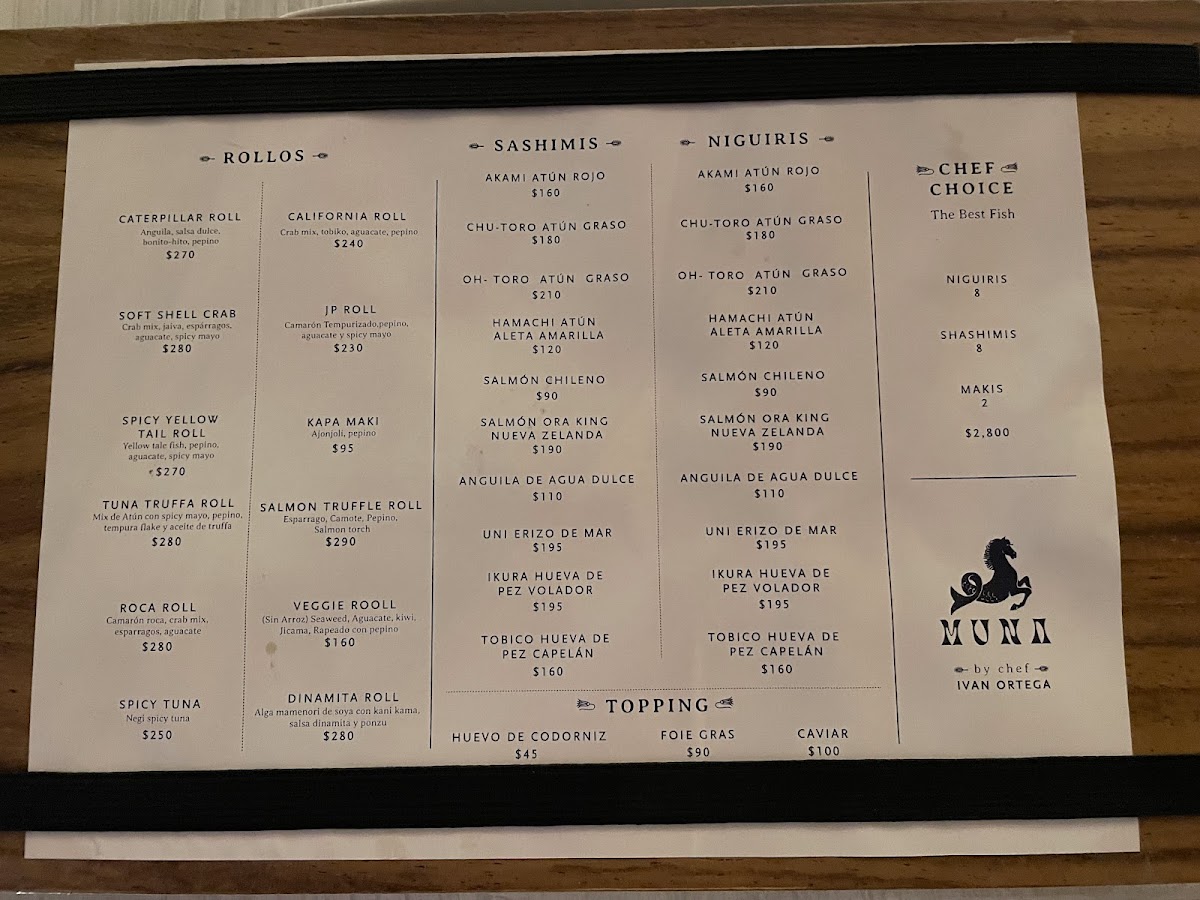 ROLLOS
CATERPILLAR ROLL
Anguila, salsa dulce,
bonito-hito, pepino
$270
SOFT SHELL CRAB
Crab mix, jaiva, espárragos,
aguacate, spicy mayo
$280
SPICY YELLOW
TAIL ROLL
Yellow tale fish, pepino,
aguacate, spicy mayo
$270
TUNA TRUFFA ROLL
Mix de Atún con spicy mayo, pepino,
tempura flake y aceite de truffa
$280
ROCA ROLL
Camarón roca, crab mix,
esparragos, aguacate
$280
SPICY TUNA
Negi spicy tuna
$250
CALIFORNIA ROLL
Crab mix, tobiko, aguacate, pepino
$240
JP ROLL
Camarón Tempurizado,pepino,
aguacate y spicy mayo
$230
KAPA MAKI
Ajonjoli, pepino
$95
SALMON TRUFFLE ROLL
Esparrago, Camote, Pepino,
Salmon torch
$290
VEGGIE ROOLL
(Sin Arroz) Seaweed, Aguacate, kiwi,
Jicama, Rapeado con pepino
$160
DINAMITA ROLL
Alga mamenori de soya con kani kama,
salsa dinamita y ponzu
$280
SASHIMIS
AKAMI ATÚN ROJO
$160
CHU-TORO ATÚN GRASO
$180
OH- TORO ATÚN GRASO
$210
HAMACHI ATÚN
ALETA AMARILLA
$120
SALMÓN CHILENO
$90
SALMÓN ORA KING
NUEVA ZELANDA
$190
ANGUILA DE AGUA DULCE
$110
UNI ERIZO DE MAR
$195
IKURA HUEVA DE
PEZ VOLADOR
$195
TOBICO HUEVA DE
PEZ CAPELÁN
$160
NIGUIRIS
AKAMI ATÚN ROJO
$160
CHU-TORO ATÚN GRASO
$180
OH- TORO ATÚN GRASO
$210
HAMACHI ATÚN
ALETA AMARILLA
$120
SALMÓN CHILENO
$90
SALMÓN ORA KING
NUEVA ZELANDA
$190
ANGUILA DE AGUA DULCE
$110
UNI ERIZO DE MAR
$195
IKURA HUEVA DE
PEZ VOLADOR
$195
TOBICO HUEVA DE
PEZ CAPELÁN
$160
TOPPING
HUEVO DE CODORNIZ
$45
FOIE GRAS
$90
CAVIAR
$100
CHEF
CHOICE
The Best Fish
NIGUIRIS
8
SHASHIMIS
8
MAKIS
2
$2,800
MUNA
by chef
IVAN ORTEGA